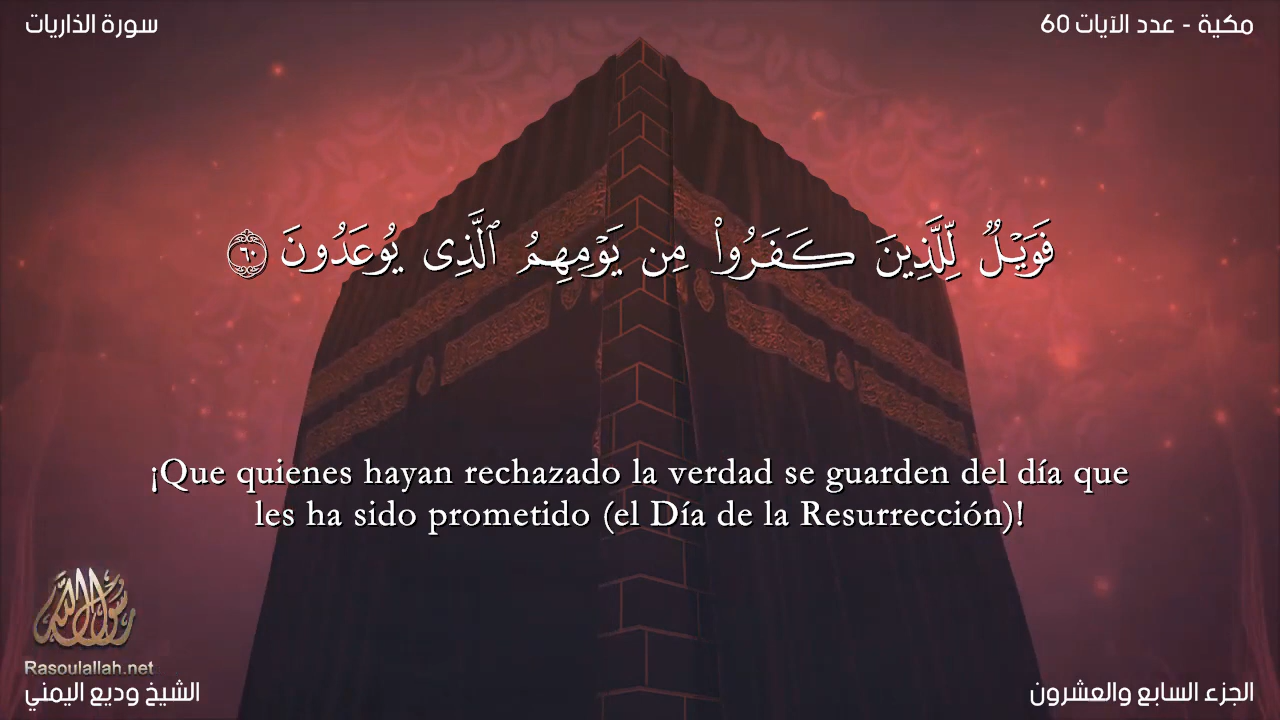 مكية - عدد الآيات 60
سورة الذاريات
فَوَيْلٌ لِّلَّذِينَ كَفَرُوا۟ مِن يَوْمِهِمُ ٱلَّذِى يُوعَدُونَ ٦٠
¡Que quienes hayan rechazado la verdad se guarden del día que
les ha sido prometido (el Día de la Resurrección)!
رسول الله
Rasoulallah.net
الجزء السابع والعشرون
الشيخ وديع اليمني